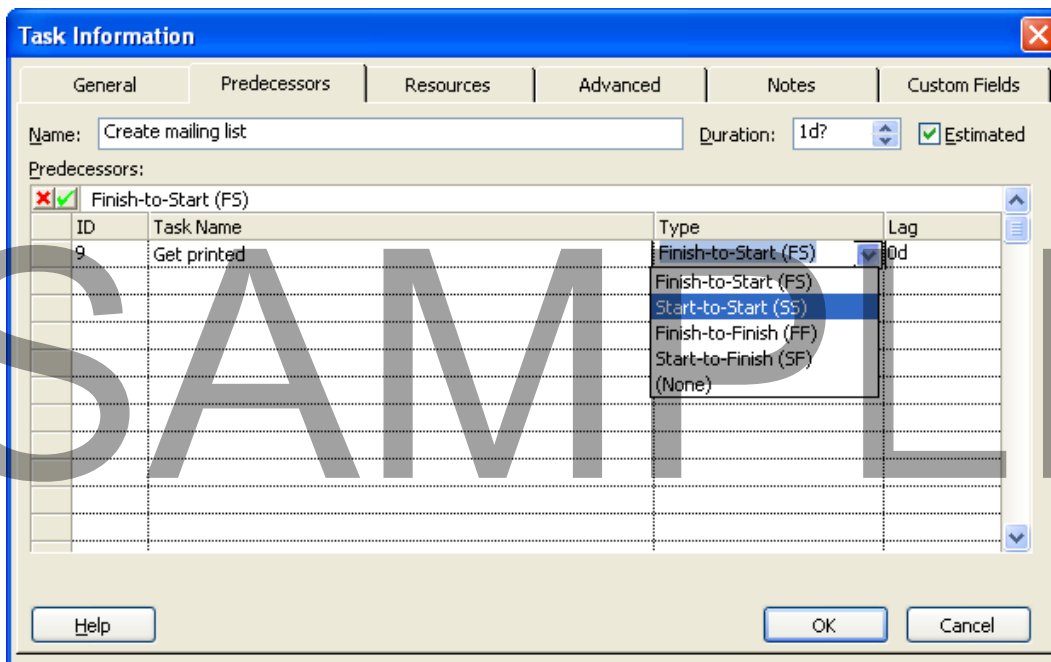 Task Information
General Predecessors Resources Advanced Notes Custom Fields
Name: Create mailing list Duration: 1d? Estimated
Predecessors:
Finish-to-Start (FS)
ID Task Name Type Lag
9 Get printed Finish-to-Start (FS) 0d
Finish-to-Start (FS)
Start-to-Start (SS)
Finish-to-Finish (FF)
Start-to-Finish (SF)
(None)
SAMPL
Help OK Cancel